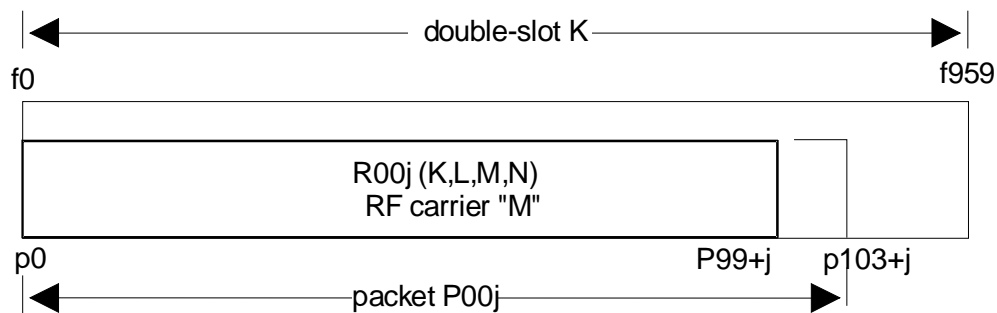 double-slot K
f0
f959
R00j (K,L,M,N)
RF carrier "M"
p0
P99+j
p103+j
packet P00j